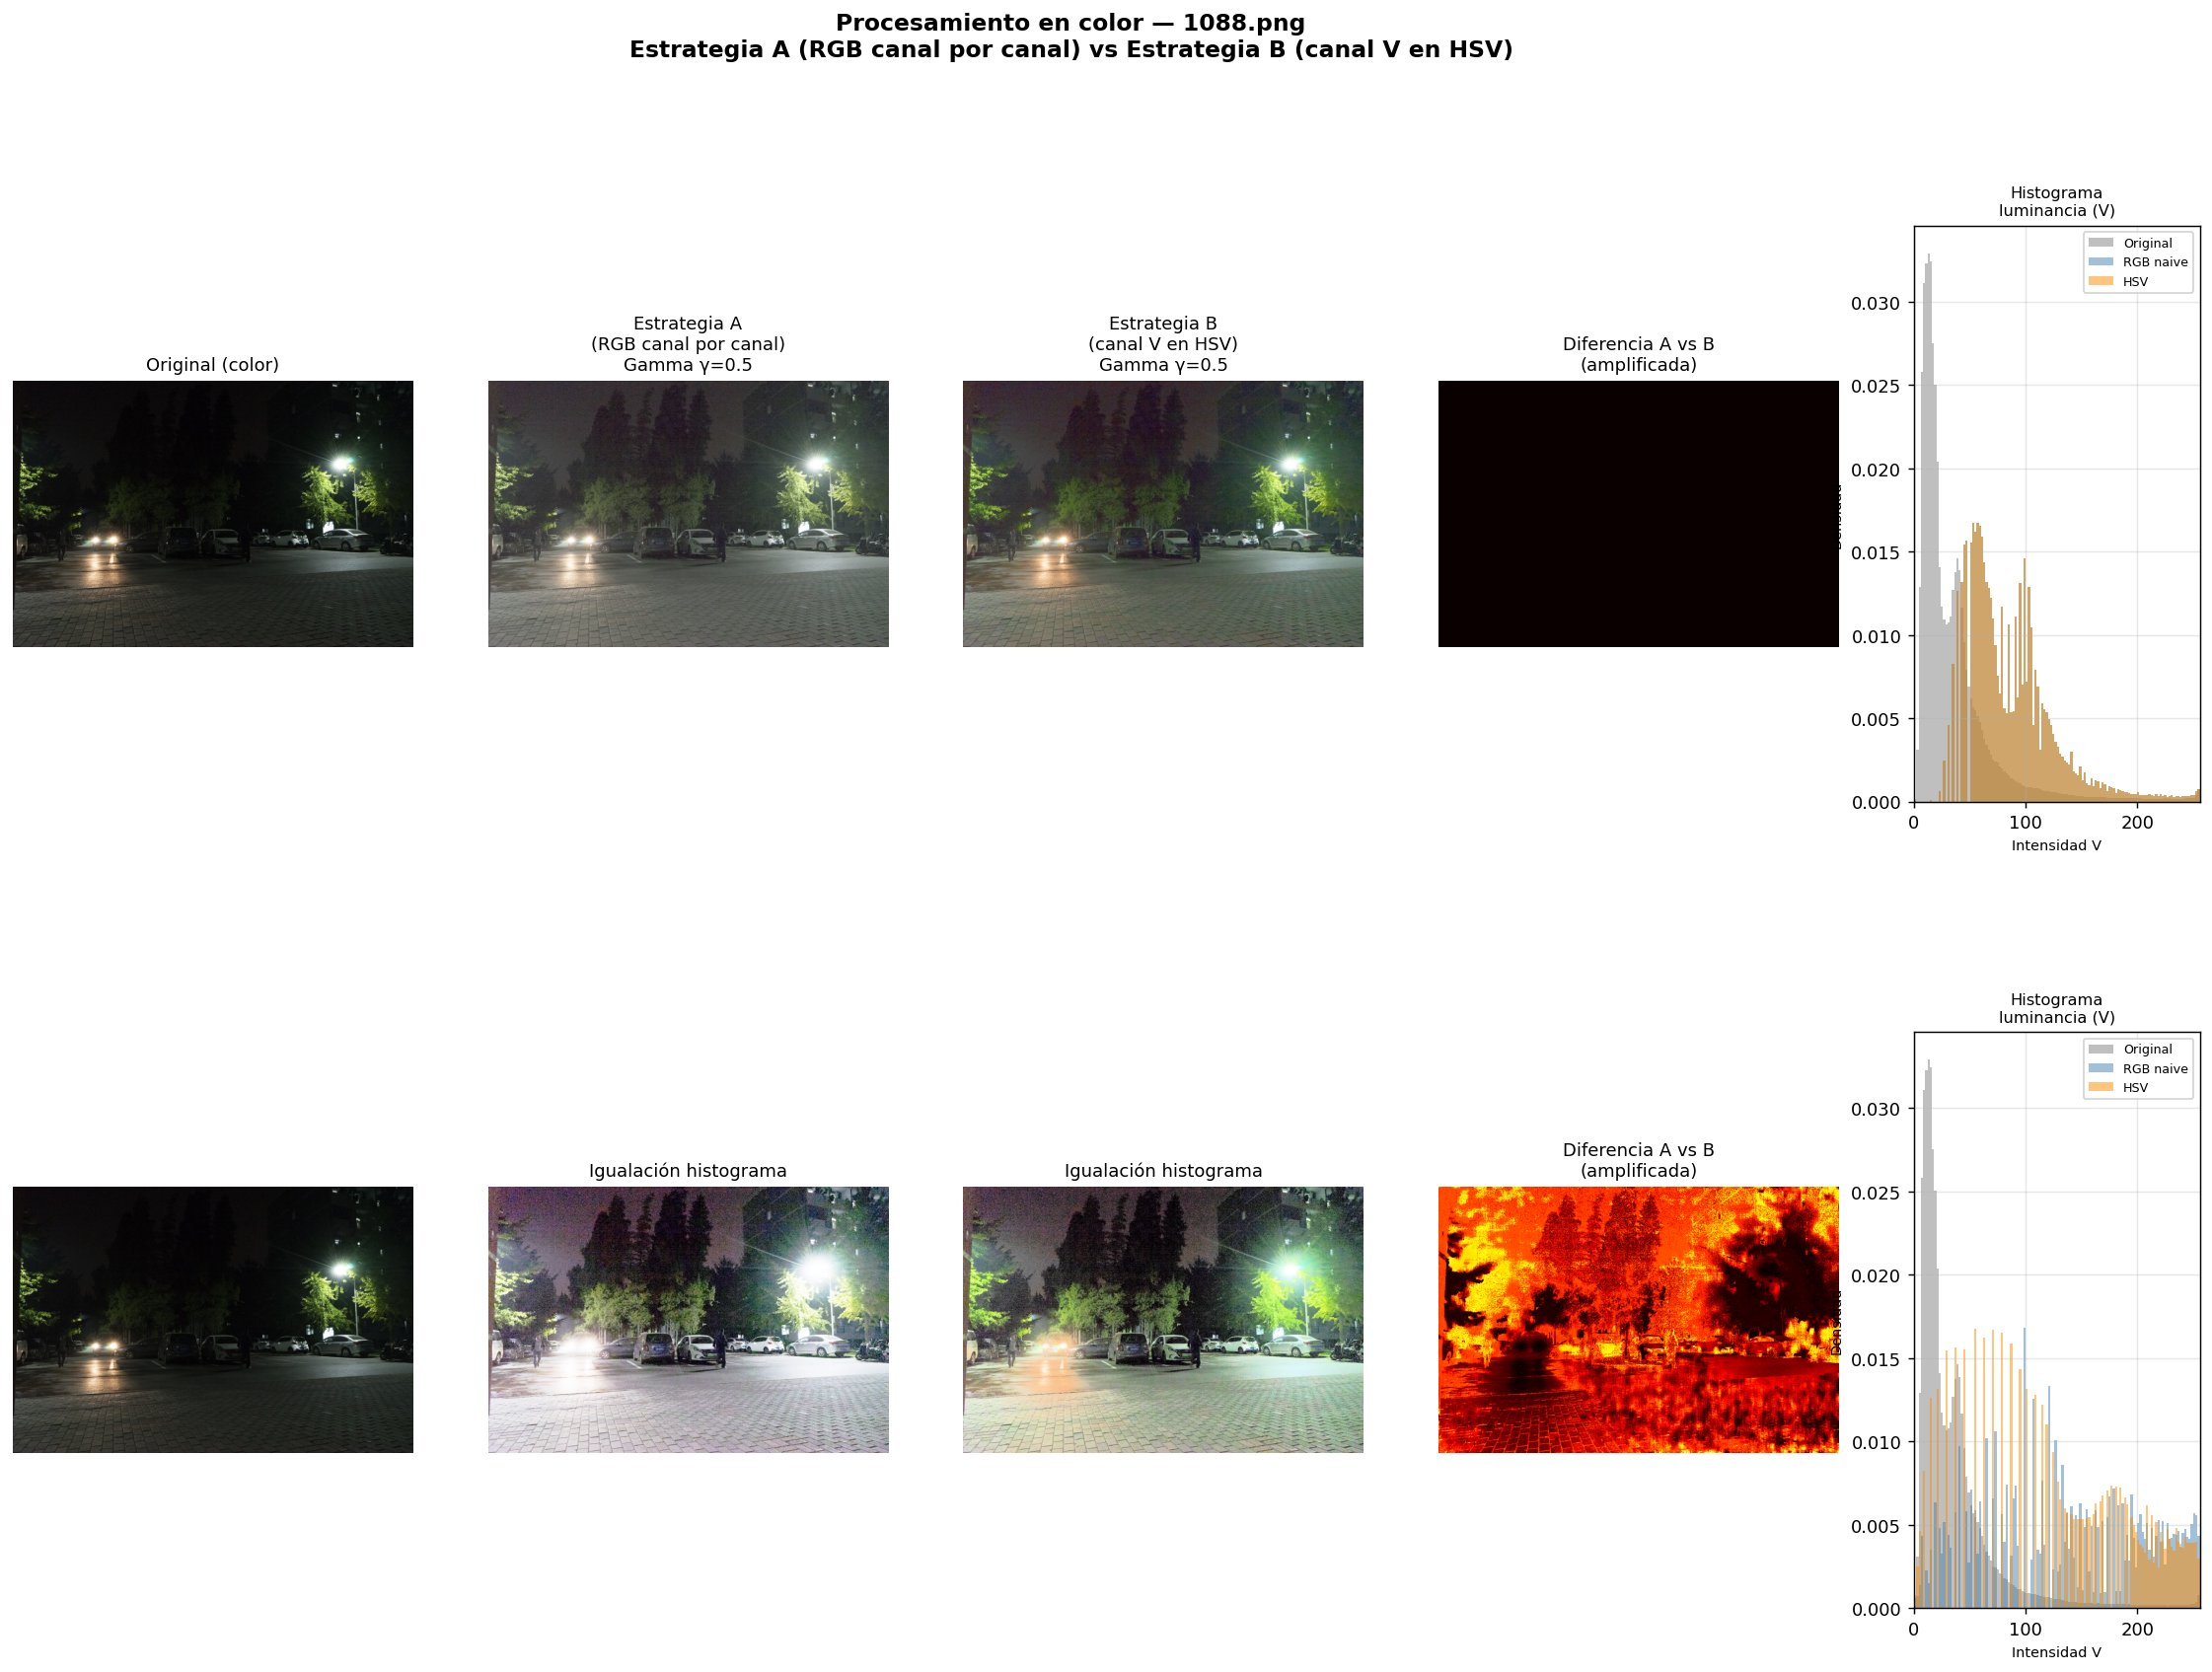 Procesamiento en color — 1088.png
Estrategia A (RGB canal por canal) vs Estrategia B (canal V en HSV)
Original (color)
Estrategia A
(RGB canal por canal)
Gamma γ=0.5
Estrategia B
(canal V en HSV)
Gamma γ=0.5
Diferencia A vs B
(amplificada)
Histograma
luminancia (V)
Original
RGB naive
HSV
0.030
0.025
0.020
0.015
0.010
0.005
0.000
0
100
200
Intensidad V
Igualación histograma
Igualación histograma
Diferencia A vs B
(amplificada)
Histograma
luminancia (V)
Original
RGB naive
HSV
Densidad
0.030
0.025
0.020
0.015
0.010
0.005
0.000
0
100
200
Intensidad V